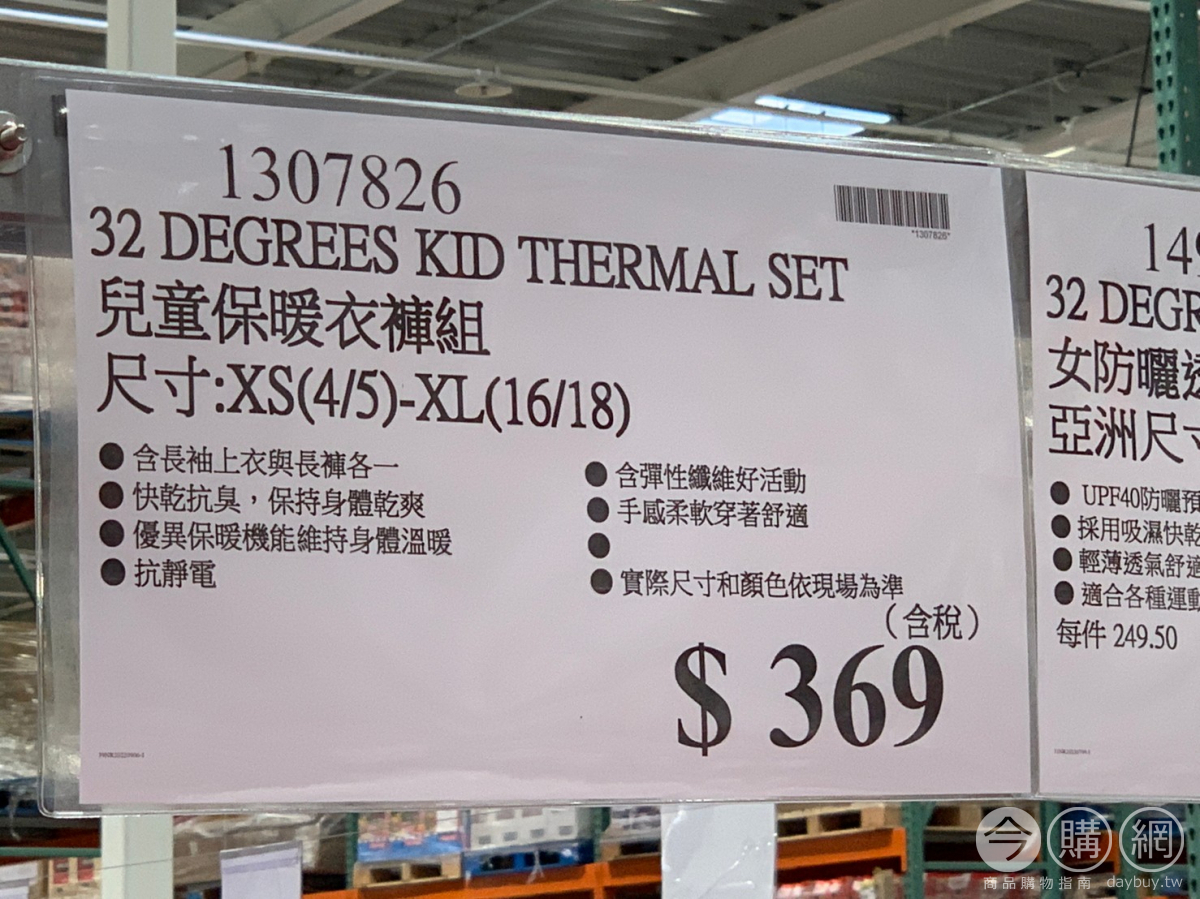 1307826
*1307826*
32 DEGREES KID THERMAL SET
兒童保暖衣褲組
尺寸:XS(4/5)-XL(16/18)
● 含長袖上衣與長褲各一
● 快乾抗臭，保持身體乾爽
● 優異保暖機能維持身體溫暖
● 抗靜電
● 含彈性纖維好活動
● 手感柔軟穿著舒適
●
● 實際尺寸和顏色依現場為準
（含稅）
$ 369
149
32 DEGR
女防曬透
亞洲尺寸
● UPF40防曬預
● 採用吸濕快乾
● 輕薄透氣舒適
● 適合各種運動
每件 249.50
今購網
商品購物指南 daybuy.tw